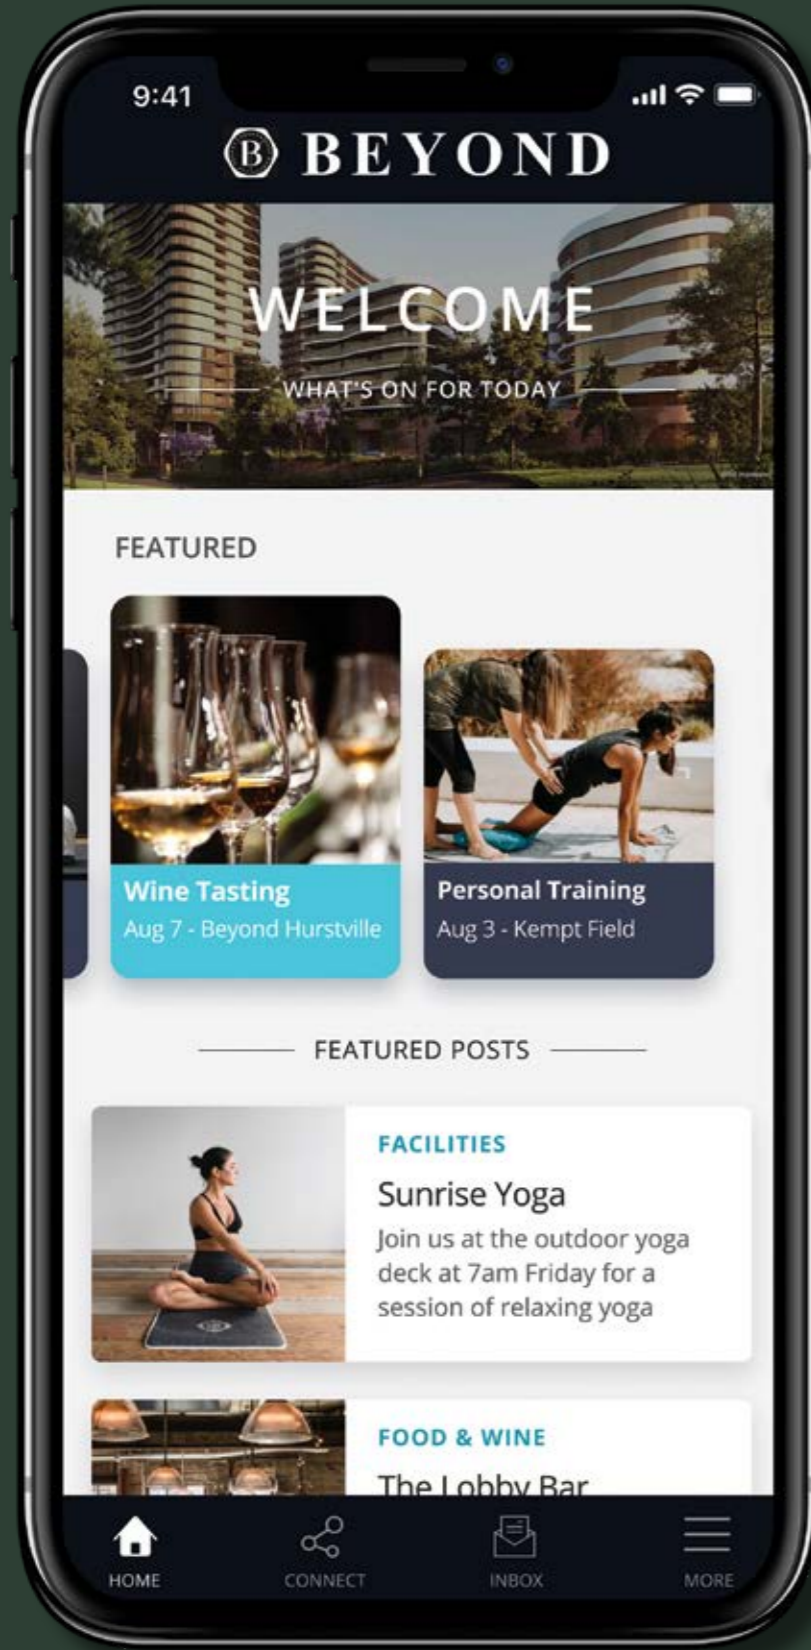 9:41
B BEYOND
WELCOME
WHAT'S ON FOR TODAY
FEATURED
Wine Tasting
Aug 7 - Beyond Hurstville
Personal Training
Aug 3 - Kempt Field
FEATURED POSTS
FACILITIES
Sunrise Yoga
Join us at the outdoor yoga
deck at 7am Friday for a
session of relaxing yoga
FOOD & WINE
The Lobby Bar
HOME
CONNECT
INBOX
MORE